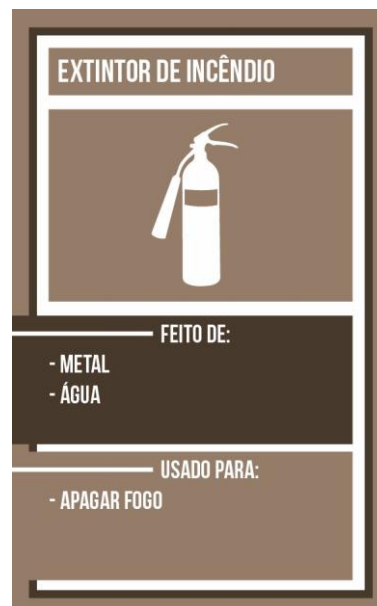 EXTINTOR DE INCÊNDIO
FEITO DE:
- METAL
- ÁGUA
USADO PARA:
- APAGAR FOGO